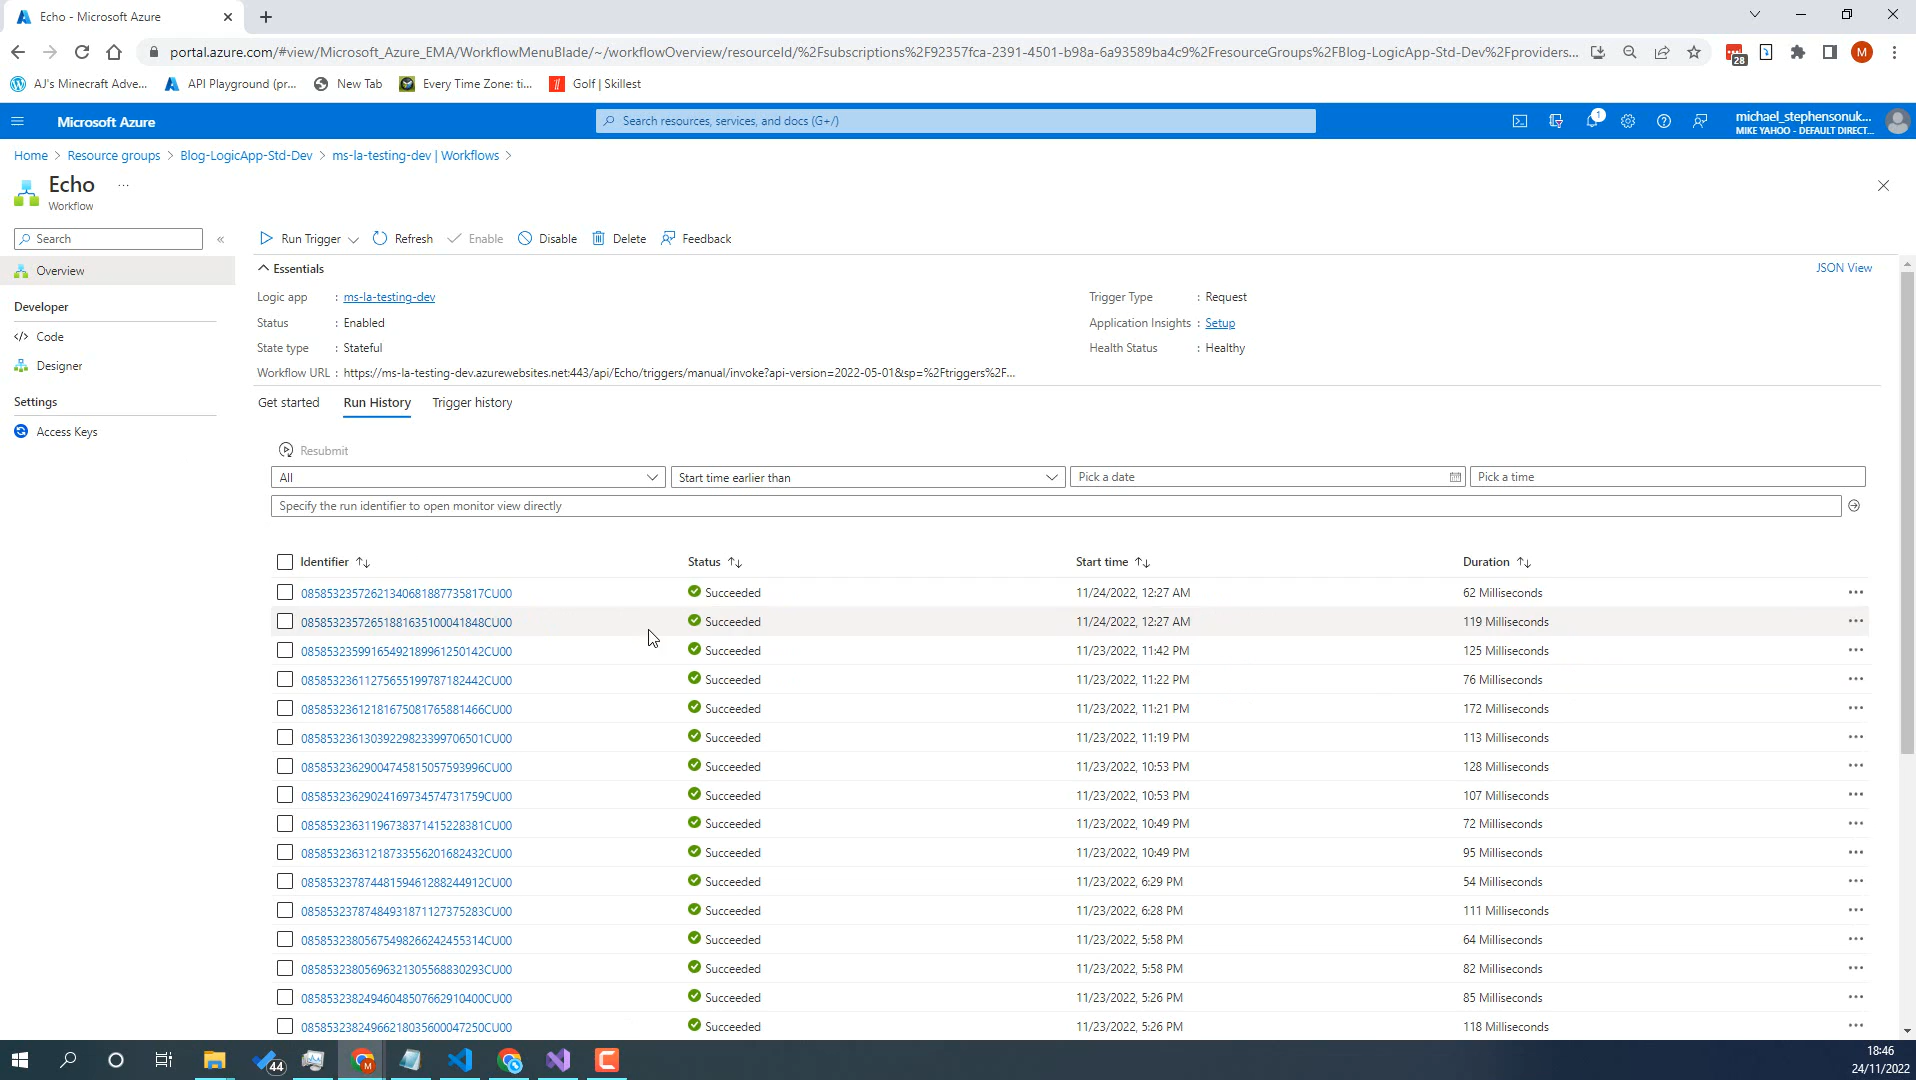 Echo - Microsoft Azure
portal.azure.com/#view/Microsoft_Azure_EMA/WorkflowMenuBlade/~/workflowOverview/resourceId/%2Fsubscriptions%2F92357fca-2391-4501-b98a-6a93589ba4c9%2FresourceGroups%2FBlog-LogicApp-Std-Dev%2Fproviders...
28
M
AJ's Minecraft Adve...
API Playground (pr...
New Tab
Every Time Zone: ti...
Golf | Skillest
Microsoft Azure
Search resources, services, and docs (G+/)
1
michael_stephensonuk...
MIKE YAHOO - DEFAULT DIRECT...
Home > Resource groups > Blog-LogicApp-Std-Dev > ms-la-testing-dev | Workflows >
Echo ...
Workflow
Search
«
Overview
Developer
Code
Designer
Settings
Access Keys
Run Trigger
Refresh
Enable
Disable
Delete
Feedback
Essentials
JSON View
Logic app : ms-la-testing-dev
Status : Enabled
State type : Stateful
Workflow URL : https://ms-la-testing-dev.azurewebsites.net:443/api/Echo/triggers/manual/invoke?api-version=2022-05-01&sp=%2Ftriggers%2F...
Trigger Type : Request
Application Insights : Setup
Health Status : Healthy
Get started
Run History
Trigger history
Resubmit
All
Start time earlier than
Pick a date
Pick a time
Specify the run identifier to open monitor view directly
Identifier Status Start time Duration
08585323572621340681887735817CU00 Succeeded 11/24/2022, 12:27 AM 62 Milliseconds
08585323572651881635100041848CU00 Succeeded 11/24/2022, 12:27 AM 119 Milliseconds
08585323599165492189961250142CU00 Succeeded 11/23/2022, 11:42 PM 125 Milliseconds
08585323611275655199787182442CU00 Succeeded 11/23/2022, 11:22 PM 76 Milliseconds
08585323612181675081765881466CU00 Succeeded 11/23/2022, 11:21 PM 172 Milliseconds
08585323613039229823399706501CU00 Succeeded 11/23/2022, 11:19 PM 113 Milliseconds
08585323629004745815057593996CU00 Succeeded 11/23/2022, 10:53 PM 128 Milliseconds
08585323629024169734574731759CU00 Succeeded 11/23/2022, 10:53 PM 107 Milliseconds
08585323631196738371415228381CU00 Succeeded 11/23/2022, 10:49 PM 72 Milliseconds
08585323631218733556201682432CU00 Succeeded 11/23/2022, 10:49 PM 95 Milliseconds
08585323787448159461288244912CU00 Succeeded 11/23/2022, 6:29 PM 54 Milliseconds
08585323787484931871127375283CU00 Succeeded 11/23/2022, 6:28 PM 111 Milliseconds
08585323805675498266242455314CU00 Succeeded 11/23/2022, 5:58 PM 64 Milliseconds
08585323805696321305568830293CU00 Succeeded 11/23/2022, 5:58 PM 82 Milliseconds
08585323824946048507662910400CU00 Succeeded 11/23/2022, 5:26 PM 85 Milliseconds
08585323824966218035600047250CU00 Succeeded 11/23/2022, 5:26 PM 118 Milliseconds
44
18:46
24/11/2022